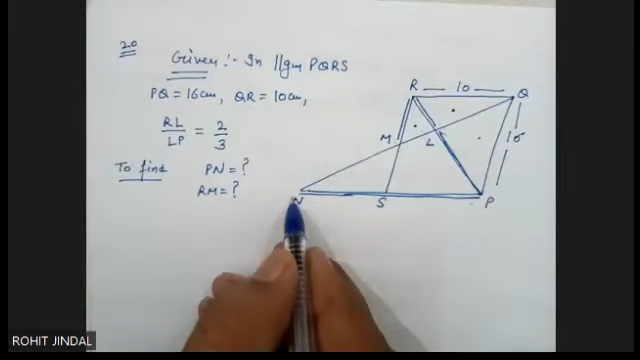 20
Given :- In ||gm PQRS
PQ = 16cm, QR = 10cm,
RL/LP = 2/3
To find PN = ?
RM = ?
R 10 Q
M L 16
N S P
ROHIT JINDAL